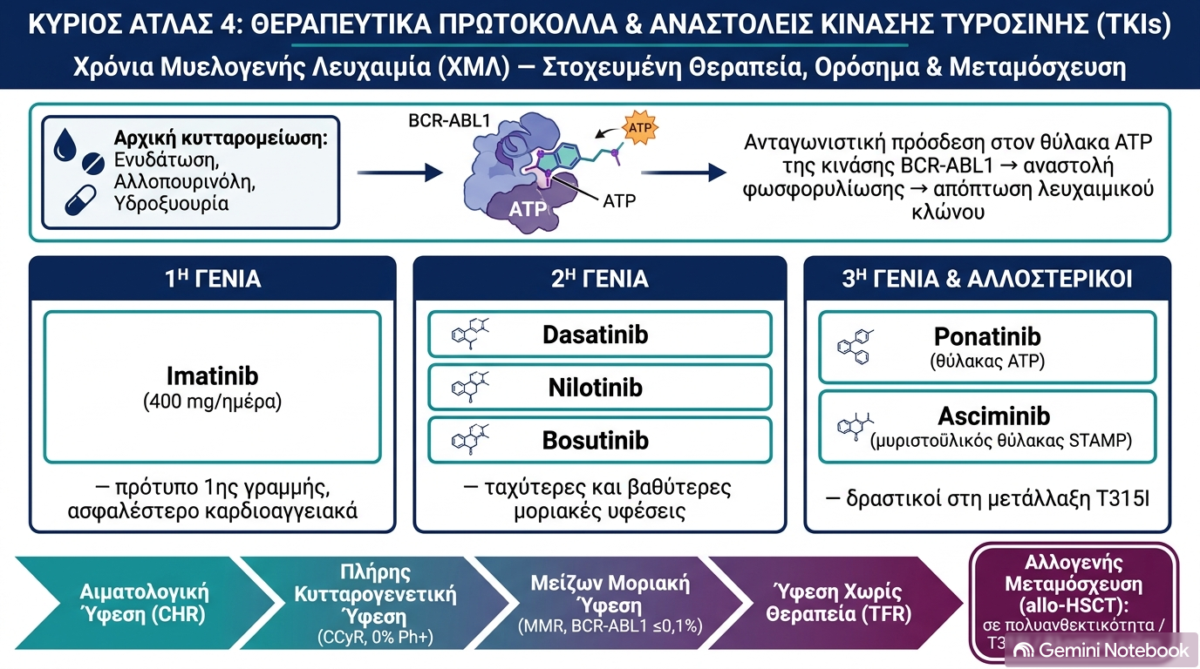 ΚΥΡΙΟΣ ΑΤΛΑΣ 4: ΘΕΡΑΠΕΥΤΙΚΑ ΠΡΩΤΟΚΟΛΛΑ & ΑΝΑΣΤΟΛΕΙΣ ΚΙΝΑΣΗΣ ΤΥΡΟΣΙΝΗΣ (TKIs)
Χρόνια Μυελογενής Λευχαιμία (ΧΜΛ) — Στοχευμένη Θεραπεία, Ορόσημα & Μεταμόσχευση
Αρχική κυτταρομείωση:
Ενυδάτωση,
Αλλοπουρινόλη,
Υδροξυουρία
BCR-ABL1
ATP
ATP
ATP
Ανταγωνιστική πρόσδεση στον θύλακα ATP
της κινάσης BCR-ABL1 → αναστολή
φωσφορυλίωσης → απόπτωση λευχαιμικού
κλώνου
1Η ΓΕΝΙΑ
Imatinib
(400 mg/ημέρα)
— πρότυπο 1ης γραμμής,
ασφαλέστερο καρδιοαγγειακά
2Η ΓΕΝΙΑ
Dasatinib
Nilotinib
Bosutinib
— ταχύτερες και βαθύτερες
μοριακές υφέσεις
3Η ΓΕΝΙΑ & ΑΛΛΟΣΤΕΡΙΚΟΙ
Ponatinib
(θύλακας ATP)
Asciminib
(μυριστοϋλικός θύλακας STAMP)
— δραστικοί στη μετάλλαξη T315I
Αιματολογική
Ύφεση (CHR)
Πλήρης
Κυτταρογενετική
Ύφεση
(CCyR, 0% Ph+)
Μείζων Μοριακή
Ύφεση
(MMR, BCR-ABL1 ≤0,1%)
Ύφεση Χωρίς
Θεραπεία (TFR)
Αλλογενής
Μεταμόσχευση
(allo-HSCT):
σε πολυανθεκτικότητα /
Gemini Notebook